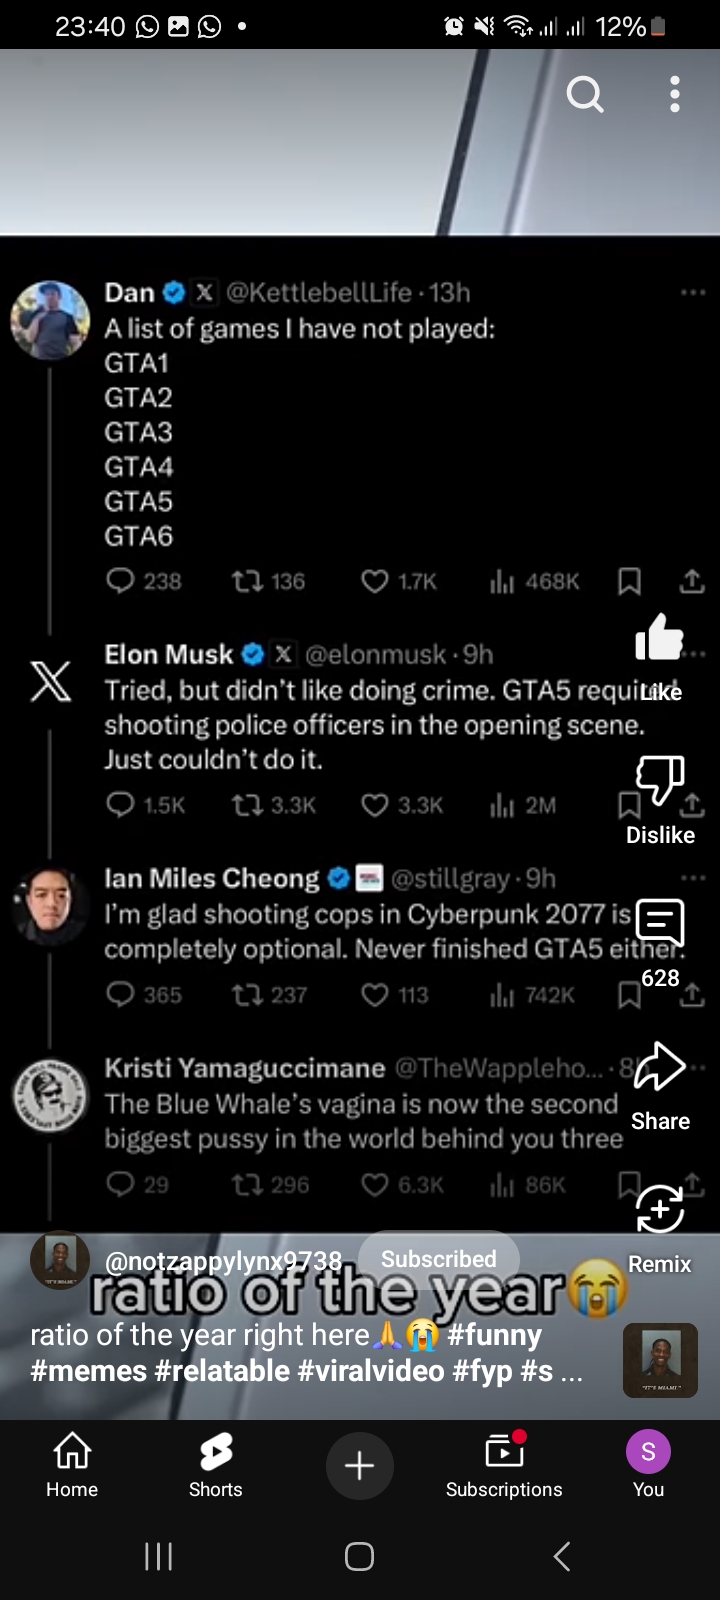 23:40
12%
Dan @KettlebellLife · 13h
A list of games I have not played:
GTA1
GTA2
GTA3
GTA4
GTA5
GTA6
238 136 1.7K 468K
Elon Musk @elonmusk · 9h
Tried, but didn't like doing crime. GTA5 required
shooting police officers in the opening scene.
Just couldn't do it.
1.5K 3.3K 3.3K 2M
Like
Dislike
Ian Miles Cheong @stillgray · 9h
I'm glad shooting cops in Cyberpunk 2077 is
completely optional. Never finished GTA5 either.
365 237 113 742K
628
Kristi Yamaguccimane @TheWappleho... · 8h
The Blue Whale's vagina is now the second
biggest pussy in the world behind you three
29 296 6.3K 86K
Share
Remix
@notzappylynx9738 Subscribed
ratio of the year😭
ratio of the year right here🙏😭 #funny
#memes #relatable #viralvideo #fyp #s ...
"IT'S MIAMI."
Home Shorts Subscriptions S You